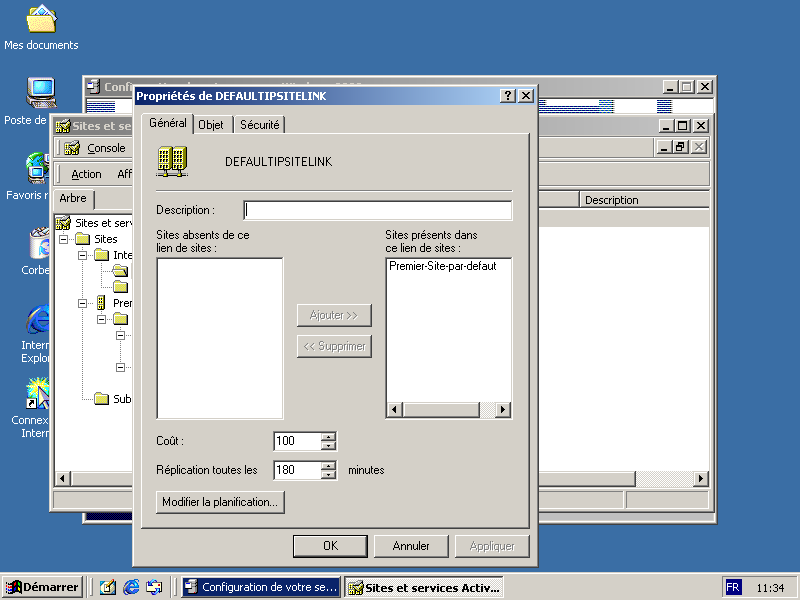 Mes documents
Poste de
Favoris r
Corbe
Intern
Explo
Connex
Intern
Propriétés de DEFAULTIPSITELINK
Sites et se
Console
Action
Aff
Arbre
Sites et serv
Sites
Inte
Prem
Sub
Description
Général
Objet
Sécurité
DEFAULTIPSITELINK
Description :
Sites absents de ce
lien de sites :
Sites présents dans
ce lien de sites :
Premier-Site-par-defaut
Ajouter >>
<< Supprimer
Coût :
100
Réplication toutes les
180
minutes
Modifier la planification...
OK
Annuler
Appliquer
Démarrer
Configuration de votre se...
Sites et services Activ...
FR
11:34